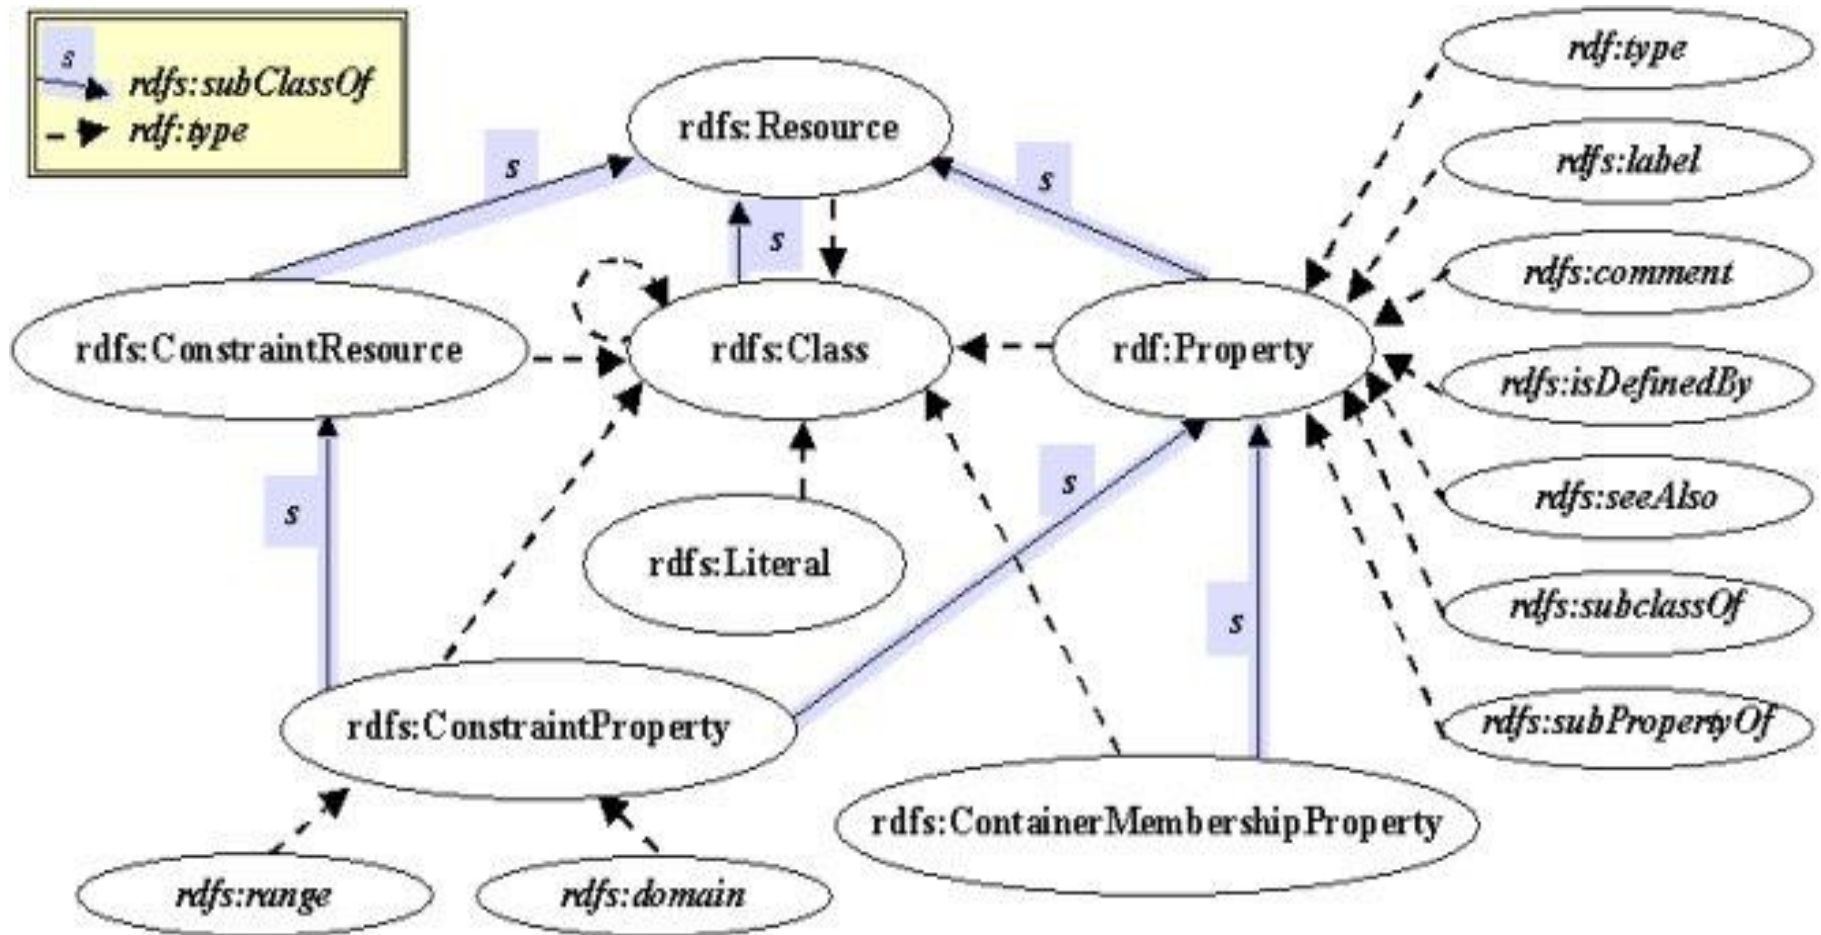 s
rdfs:subClassOf
rdf:type
rdfs:Resource
s
s
s
rdfs:ConstraintResource
rdfs:Class
rdf:Property
rdf:type
rdfs:label
rdfs:comment
rdfs:isDefinedBy
rdfs:seeAlso
rdfs:subclassOf
rdfs:subPropertyOf
s
s
s
rdfs:Literal
rdfs:ConstraintProperty
rdfs:ContainerMembershipProperty
rdfs:range
rdfs:domain